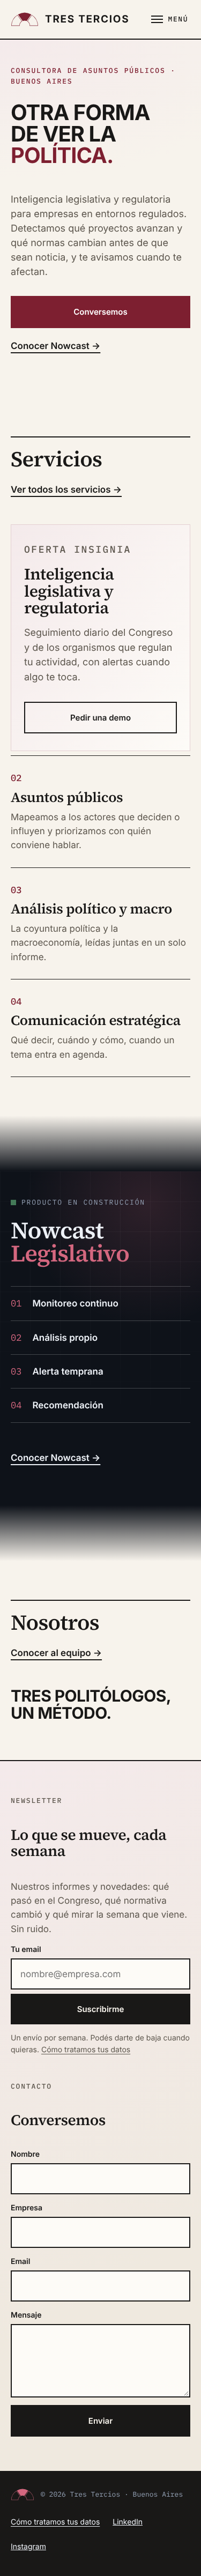 TRES TERCIOS
MENÚ
CONSULTORA DE ASUNTOS PÚBLICOS ·
BUENOS AIRES
OTRA FORMA
DE VER LA
POLÍTICA.
Inteligencia legislativa y regulatoria
para empresas en entornos regulados.
Detectamos qué proyectos avanzan y
qué normas cambian antes de que
sean noticia, y te avisamos cuando te
afectan.
Conversemos
Conocer Nowcast →
Servicios
Ver todos los servicios →
OFERTA INSIGNIA
Inteligencia
legislativa y
regulatoria
Seguimiento diario del Congreso
y de los organismos que regulan
tu actividad, con alertas cuando
algo te toca.
Pedir una demo
02
Asuntos públicos
Mapeamos a los actores que deciden o
influyen y priorizamos con quién
conviene hablar.
03
Análisis político y macro
La coyuntura política y la
macroeconomía, leídas juntas en un solo
informe.
04
Comunicación estratégica
Qué decir, cuándo y cómo, cuando un
tema entra en agenda.
PRODUCTO EN CONSTRUCCIÓN
Nowcast
Legislativo
01 Monitoreo continuo
02 Análisis propio
03 Alerta temprana
04 Recomendación
Conocer Nowcast →
Nosotros
Conocer al equipo →
TRES POLITÓLOGOS,
UN MÉTODO.
NEWSLETTER
Lo que se mueve, cada
semana
Nuestros informes y novedades: qué
pasó en el Congreso, qué normativa
cambió y qué mirar la semana que viene.
Sin ruido.
Tu email
nombre@empresa.com
Suscribirme
Un envío por semana. Podés darte de baja cuando
quieras. Cómo tratamos tus datos
CONTACTO
Conversemos
Nombre
Empresa
Email
Mensaje
Enviar
© 2026 Tres Tercios · Buenos Aires
Cómo tratamos tus datos LinkedIn
Instagram